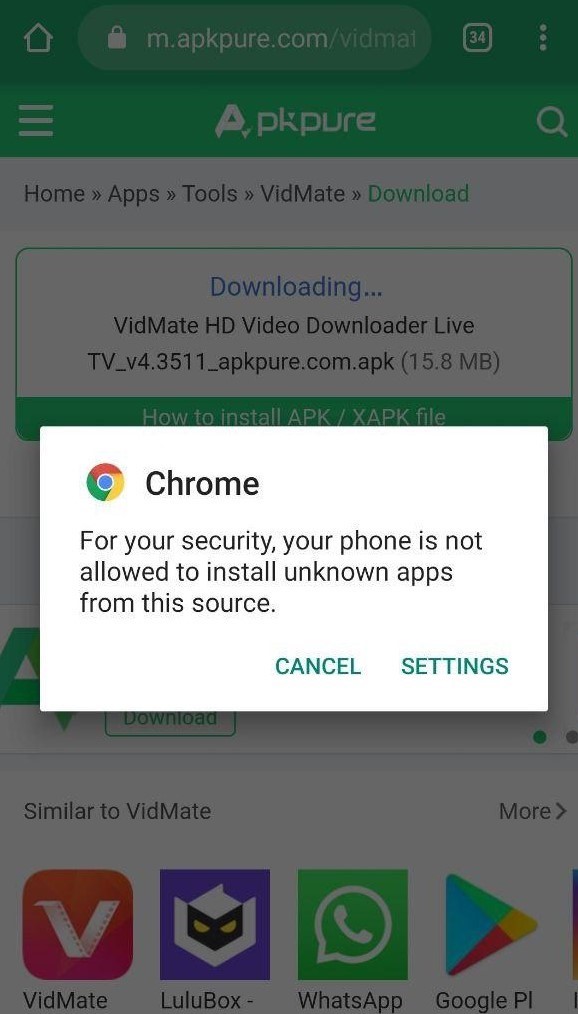 m.apkpure.com/vidmat
34
Apkpure
Home » Apps » Tools » VidMate » Download
Downloading...
VidMate HD Video Downloader Live
TV_v4.3511_apkpure.com.apk (15.8 MB)
How to install APK / XAPK file
Chrome
For your security, your phone is not
allowed to install unknown apps
from this source.
CANCEL SETTINGS
Download
Similar to VidMate More
VidMate LuluBox - WhatsApp Google Pl